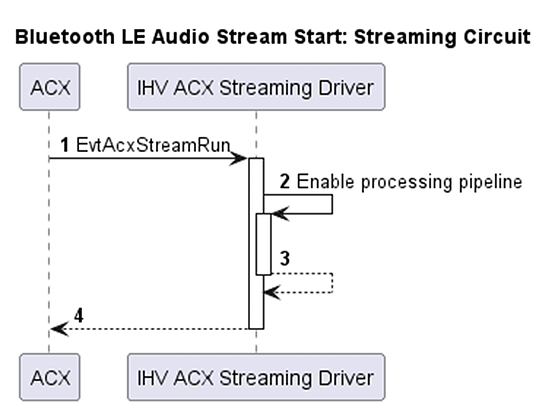 Bluetooth LE Audio Stream Start: Streaming Circuit
ACX
IHV ACX Streaming Driver
1 EvtAcxStreamRun
2 Enable processing pipeline
3
4
ACX
IHV ACX Streaming Driver